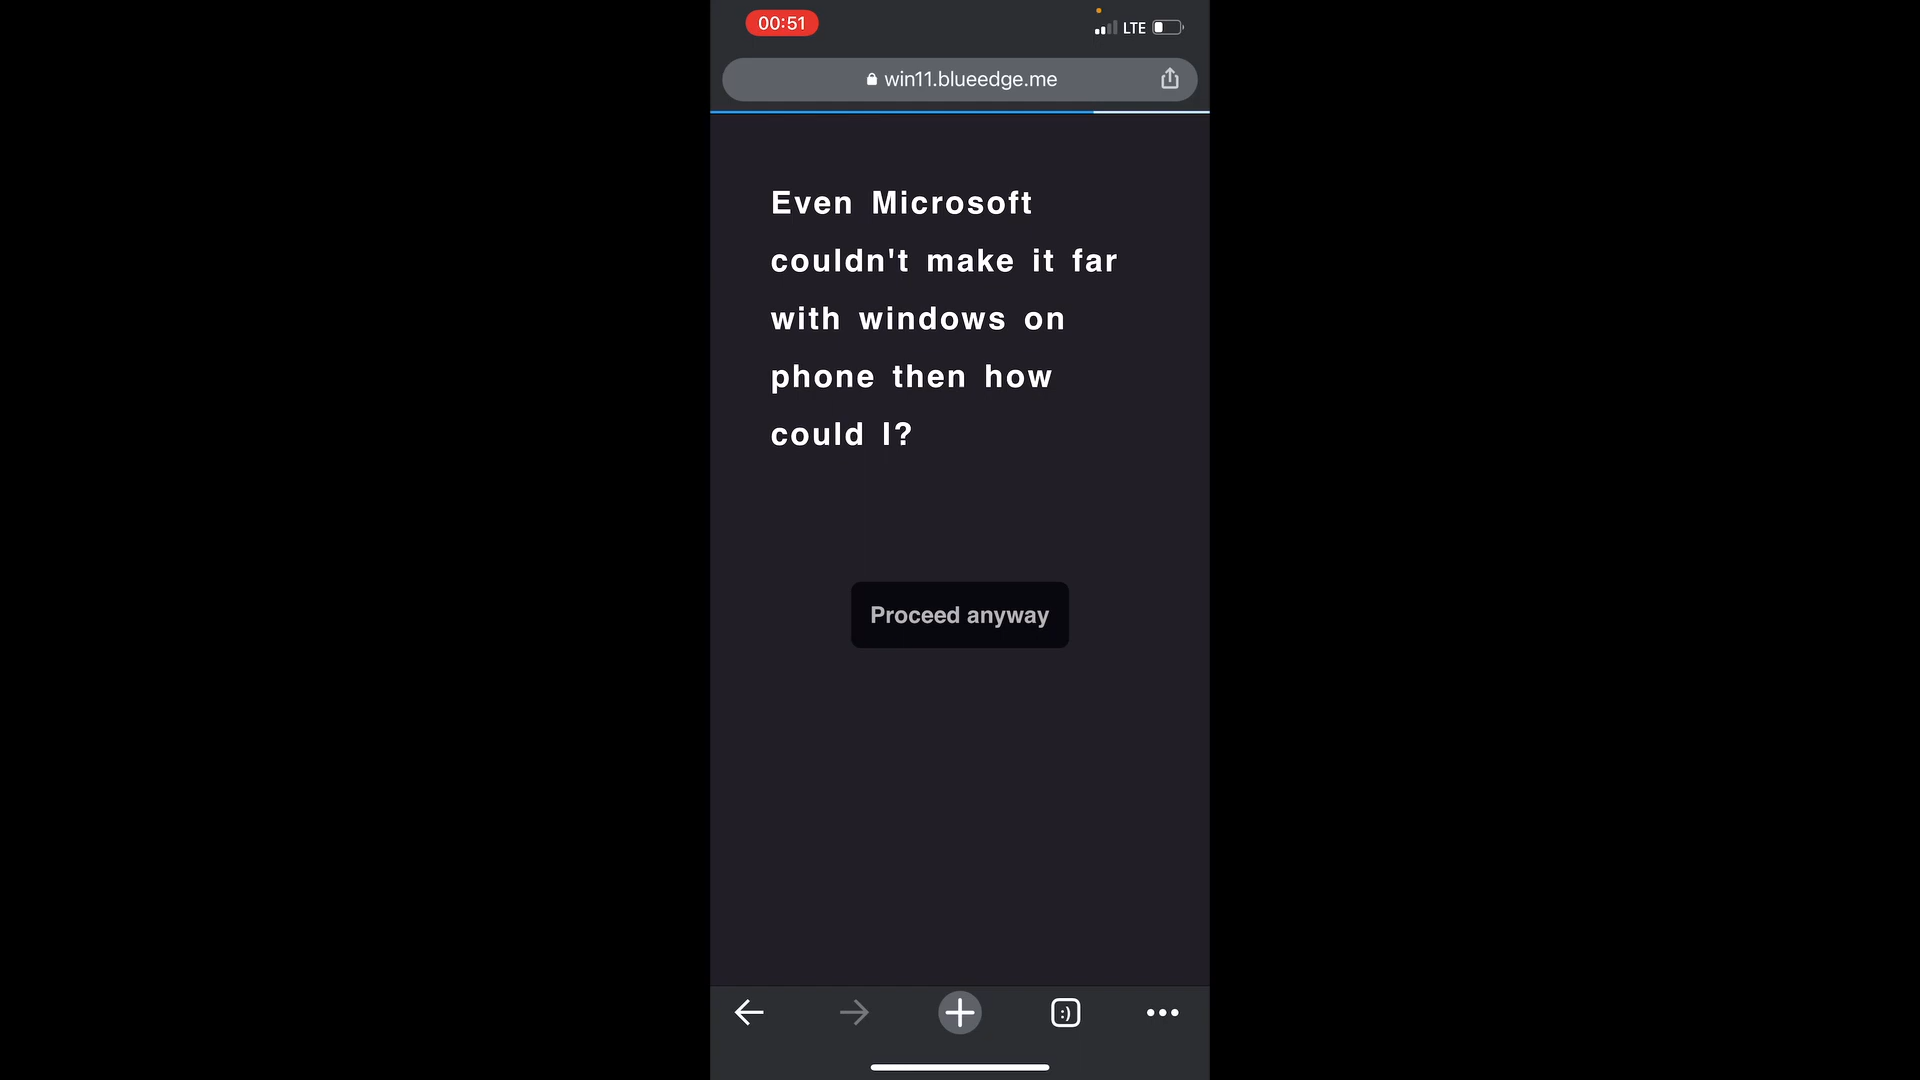 00:51
LTE
win11.blueedge.me
Even Microsoft
couldn't make it far
with windows on
phone then how
could I?
Proceed anyway
:)